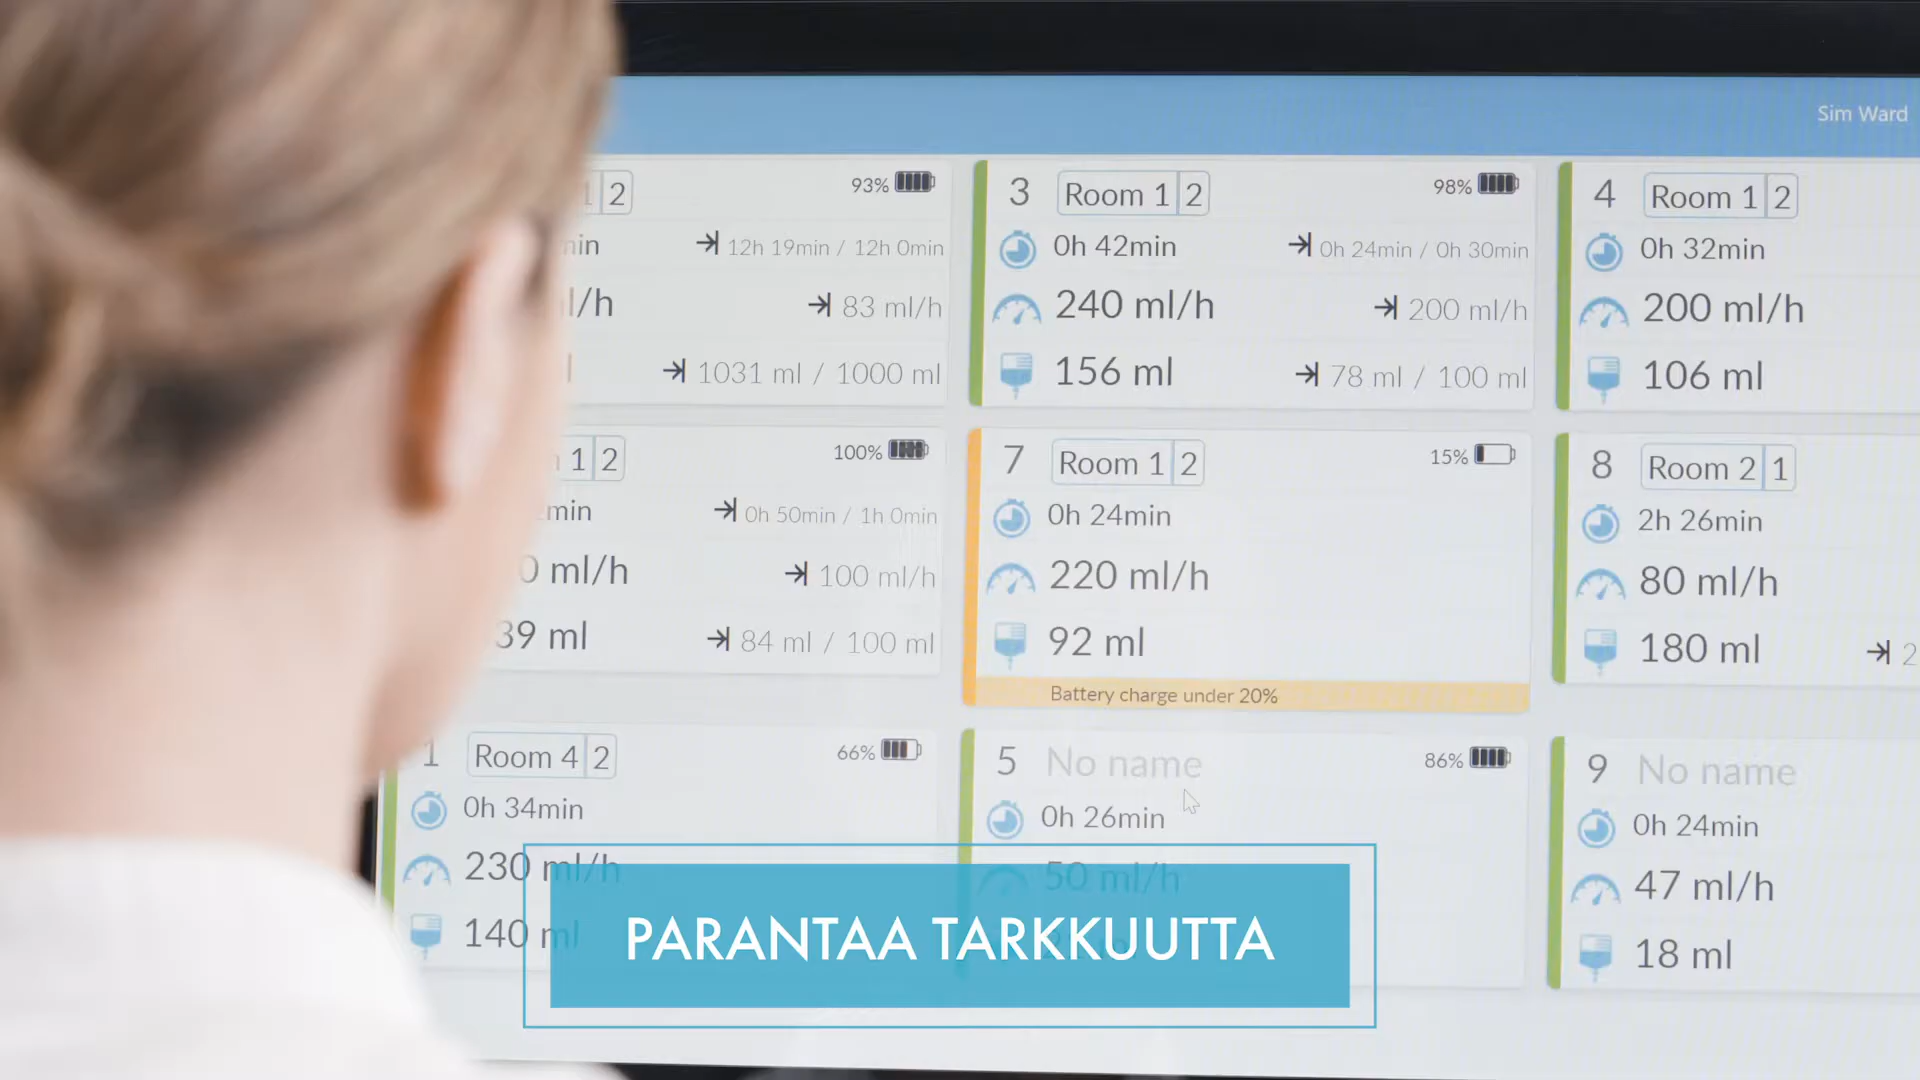 Sim Ward
2 93%
12h 19min / 12h 0min
l/h 83 ml/h
1031 ml / 1000 ml
3 Room 1 2 98%
0h 42min 0h 24min / 0h 30min
240 ml/h 200 ml/h
156 ml 78 ml / 100 ml
4 Room 1 2
0h 32min
200 ml/h
106 ml
1 2 100%
min 0h 50min / 1h 0min
0 ml/h 100 ml/h
39 ml 84 ml / 100 ml
7 Room 1 2 15%
0h 24min
220 ml/h
92 ml
Battery charge under 20%
8 Room 2 1
2h 26min
80 ml/h
180 ml 2
1 Room 4 2 66%
0h 34min
230 ml/h
140 ml
5 No name 86%
0h 26min
50 ml/h
9 No name
0h 24min
47 ml/h
18 ml
PARANTAA TARKKUUTTA